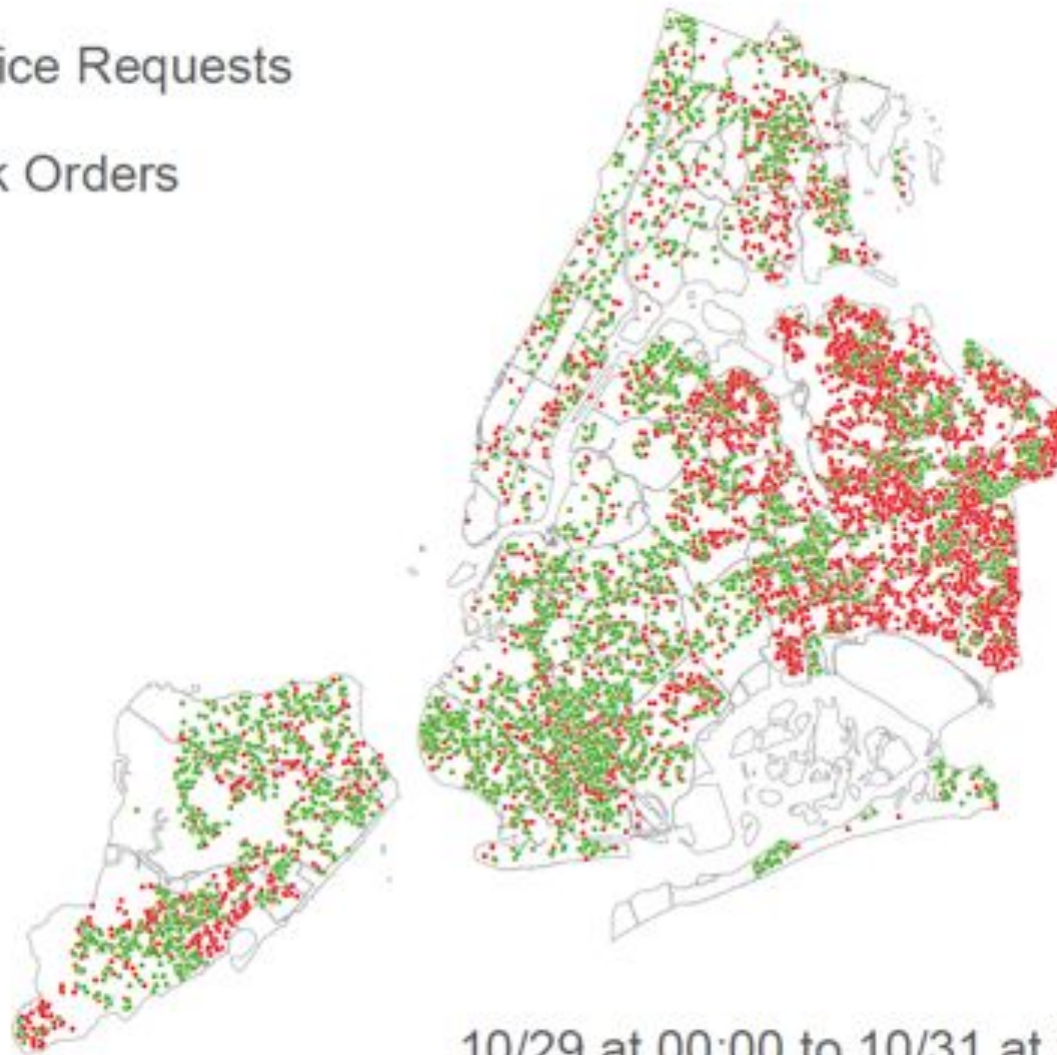 ice Requests
k Orders
10/29 at 00:00 to 10/31 at